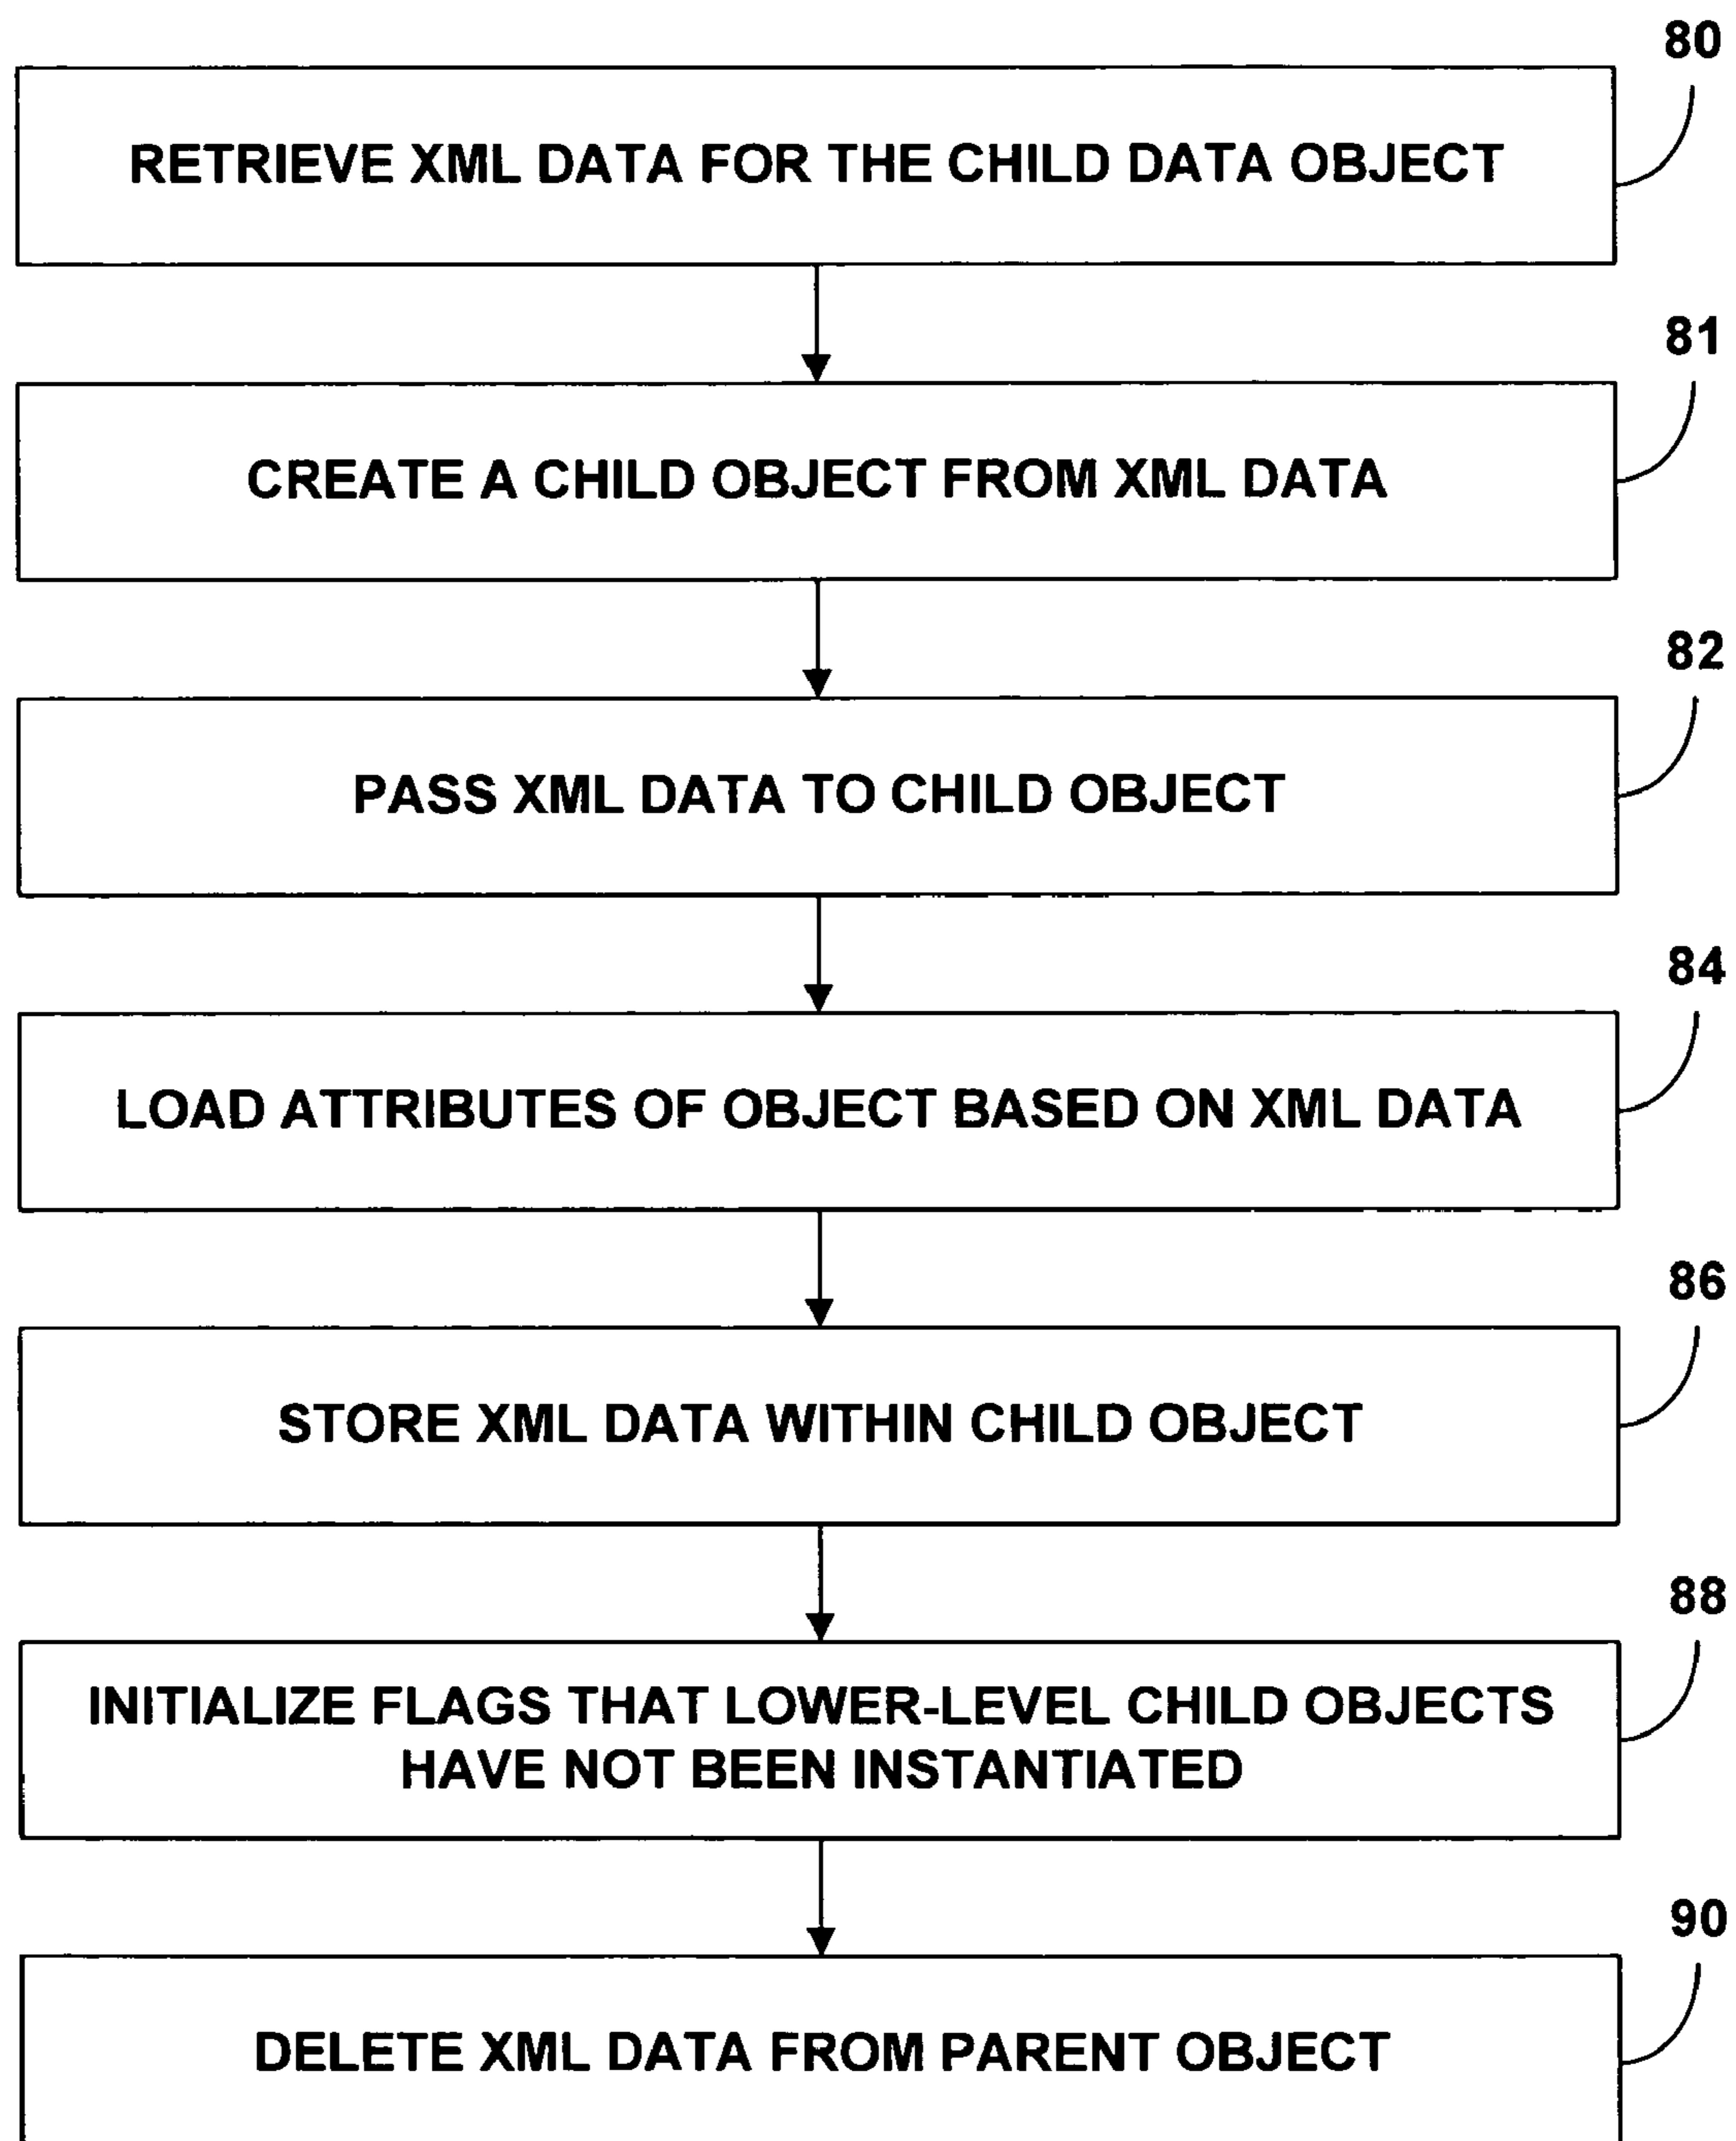 80
RETRIEVE XML DATA FOR THE CHILD DATA OBJECT
81
CREATE A CHILD OBJECT FROM XML DATA
82
PASS XML DATA TO CHILD OBJECT
84
LOAD ATTRIBUTES OF OBJECT BASED ON XML DATA
86
STORE XML DATA WITHIN CHILD OBJECT
88
INITIALIZE FLAGS THAT LOWER-LEVEL CHILD OBJECTS
HAVE NOT BEEN INSTANTIATED
90
DELETE XML DATA FROM PARENT OBJECT